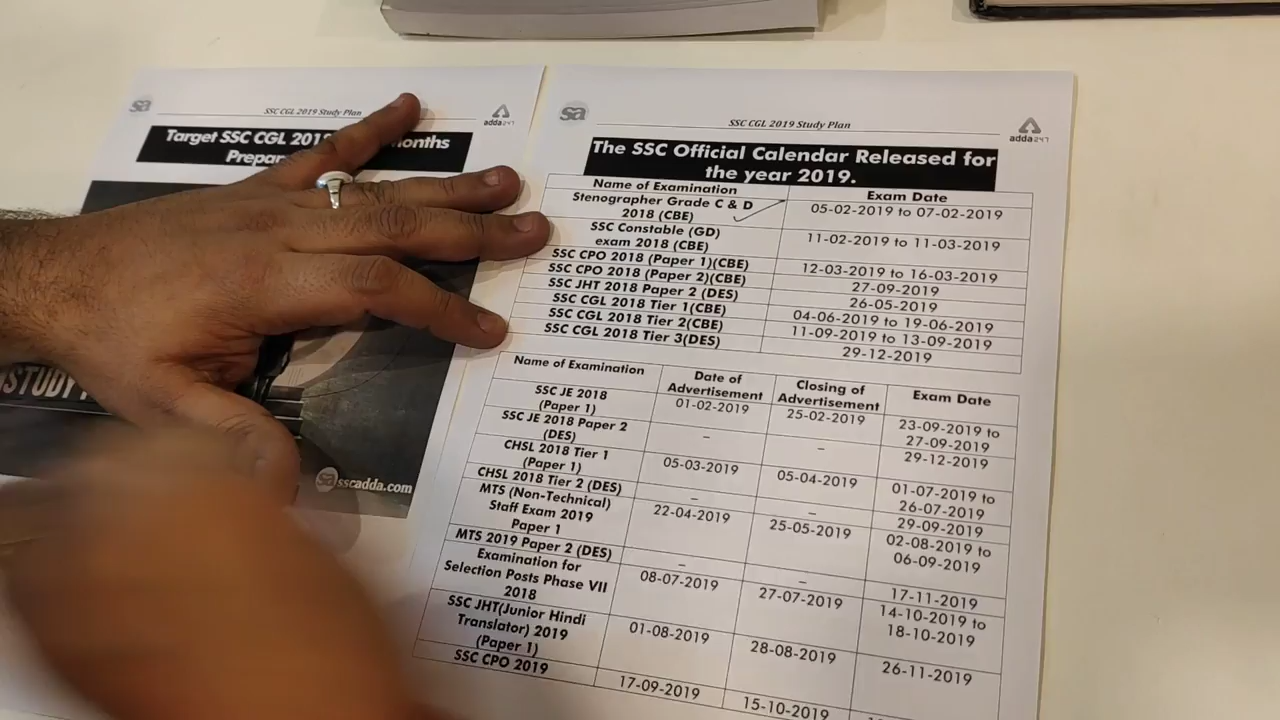 sa
SSC CGL 2019 Study Plan
adda247
Target SSC CGL
onths
STUDY
sa sscadda.com
sa
SSC CGL 2019 Study Plan
adda247
The SSC Official Calendar Released for
the year 2019.
Name of Examination Exam Date
Stenographer Grade C & D
2018 (CBE) 05-02-2019 to 07-02-2019
SSC Constable (GD)
exam 2018 (CBE) 11-02-2019 to 11-03-2019
SSC CPO 2018 (Paper 1)(CBE) 12-03-2019 to 16-03-2019
SSC CPO 2018 (Paper 2)(CBE) 27-09-2019
SSC JHT 2018 Paper 2 (DES) 26-05-2019
SSC CGL 2018 Tier 1(CBE) 04-06-2019 to 19-06-2019
SSC CGL 2018 Tier 2(CBE) 11-09-2019 to 13-09-2019
SSC CGL 2018 Tier 3(DES) 29-12-2019
Name of Examination Date of Advertisement Closing of Advertisement Exam Date
SSC JE 2018
(Paper 1) 01-02-2019 25-02-2019 23-09-2019 to
27-09-2019
SSC JE 2018 Paper 2
(DES) – – 29-12-2019
CHSL 2018 Tier 1
(Paper 1) 05-03-2019 05-04-2019 01-07-2019 to
26-07-2019
CHSL 2018 Tier 2 (DES) – – 29-09-2019
MTS (Non-Technical)
Staff Exam 2019
Paper 1 22-04-2019 25-05-2019 02-08-2019 to
06-09-2019
MTS 2019 Paper 2 (DES) – – 17-11-2019
Examination for
Selection Posts Phase VII
2018 08-07-2019 27-07-2019 14-10-2019 to
18-10-2019
SSC JHT(Junior Hindi
Translator) 2019
(Paper 1) 01-08-2019 28-08-2019 26-11-2019
SSC CPO 2019 17-09-2019 15-10-2019